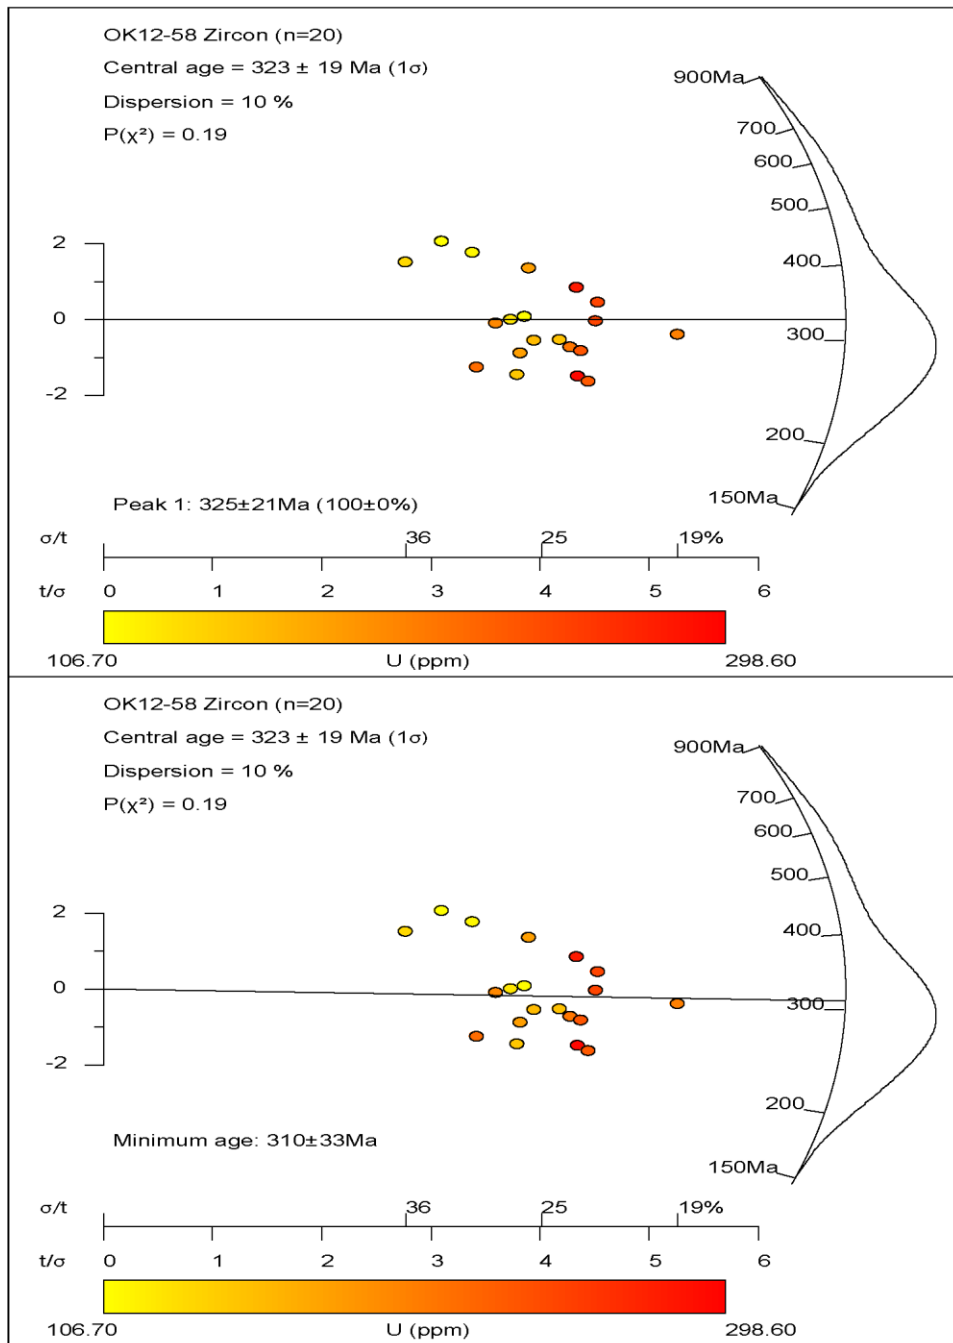 OK12-58 Zircon (n=20)
Central age = 323 ± 19 Ma (1σ)
Dispersion = 10 %
P(χ²) = 0.19
900Ma
700
600
500
400
300
200
150Ma
2
0
-2
Peak 1: 325±21Ma (100±0%)
σ/t 36 25 19%
t/σ 0 1 2 3 4 5 6
106.70 U (ppm) 298.60
OK12-58 Zircon (n=20)
Central age = 323 ± 19 Ma (1σ)
Dispersion = 10 %
P(χ²) = 0.19
900Ma
700
600
500
400
300
200
150Ma
2
0
-2
Minimum age: 310±33Ma
σ/t 36 25 19%
t/σ 0 1 2 3 4 5 6
106.70 U (ppm) 298.60